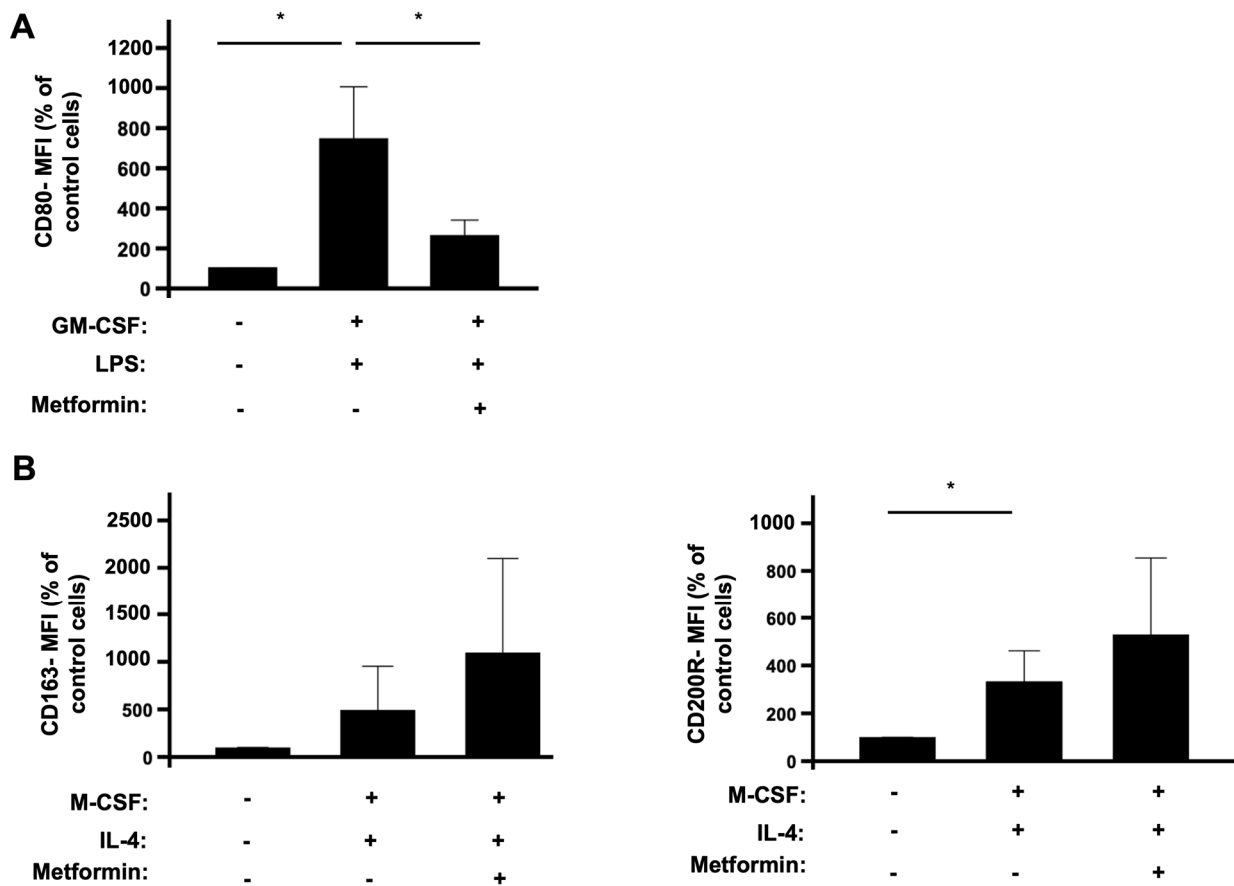 A
* *
CD80- MFI (% of
control cells)
1200
1000
800
600
400
200
0
GM-CSF: - + +
LPS: - + +
Metformin: - - +
B
CD163- MFI (% of
control cells)
2500
2000
1500
1000
500
0
M-CSF: - + +
IL-4: - + +
Metformin: - - +
*
CD200R- MFI (% of
control cells)
1000
800
600
400
200
0
M-CSF: - + +
IL-4: - + +
Metformin: - - +